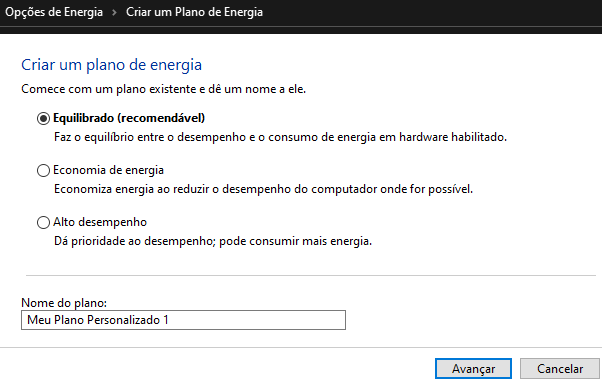 Opções de Energia > Criar um Plano de Energia
Criar um plano de energia
Comece com um plano existente e dê um nome a ele.
Equilibrado (recomendável)
Faz o equilíbrio entre o desempenho e o consumo de energia em hardware habilitado.
Economia de energia
Economiza energia ao reduzir o desempenho do computador onde for possível.
Alto desempenho
Dá prioridade ao desempenho; pode consumir mais energia.
Nome do plano:
Meu Plano Personalizado 1
Avançar Cancelar